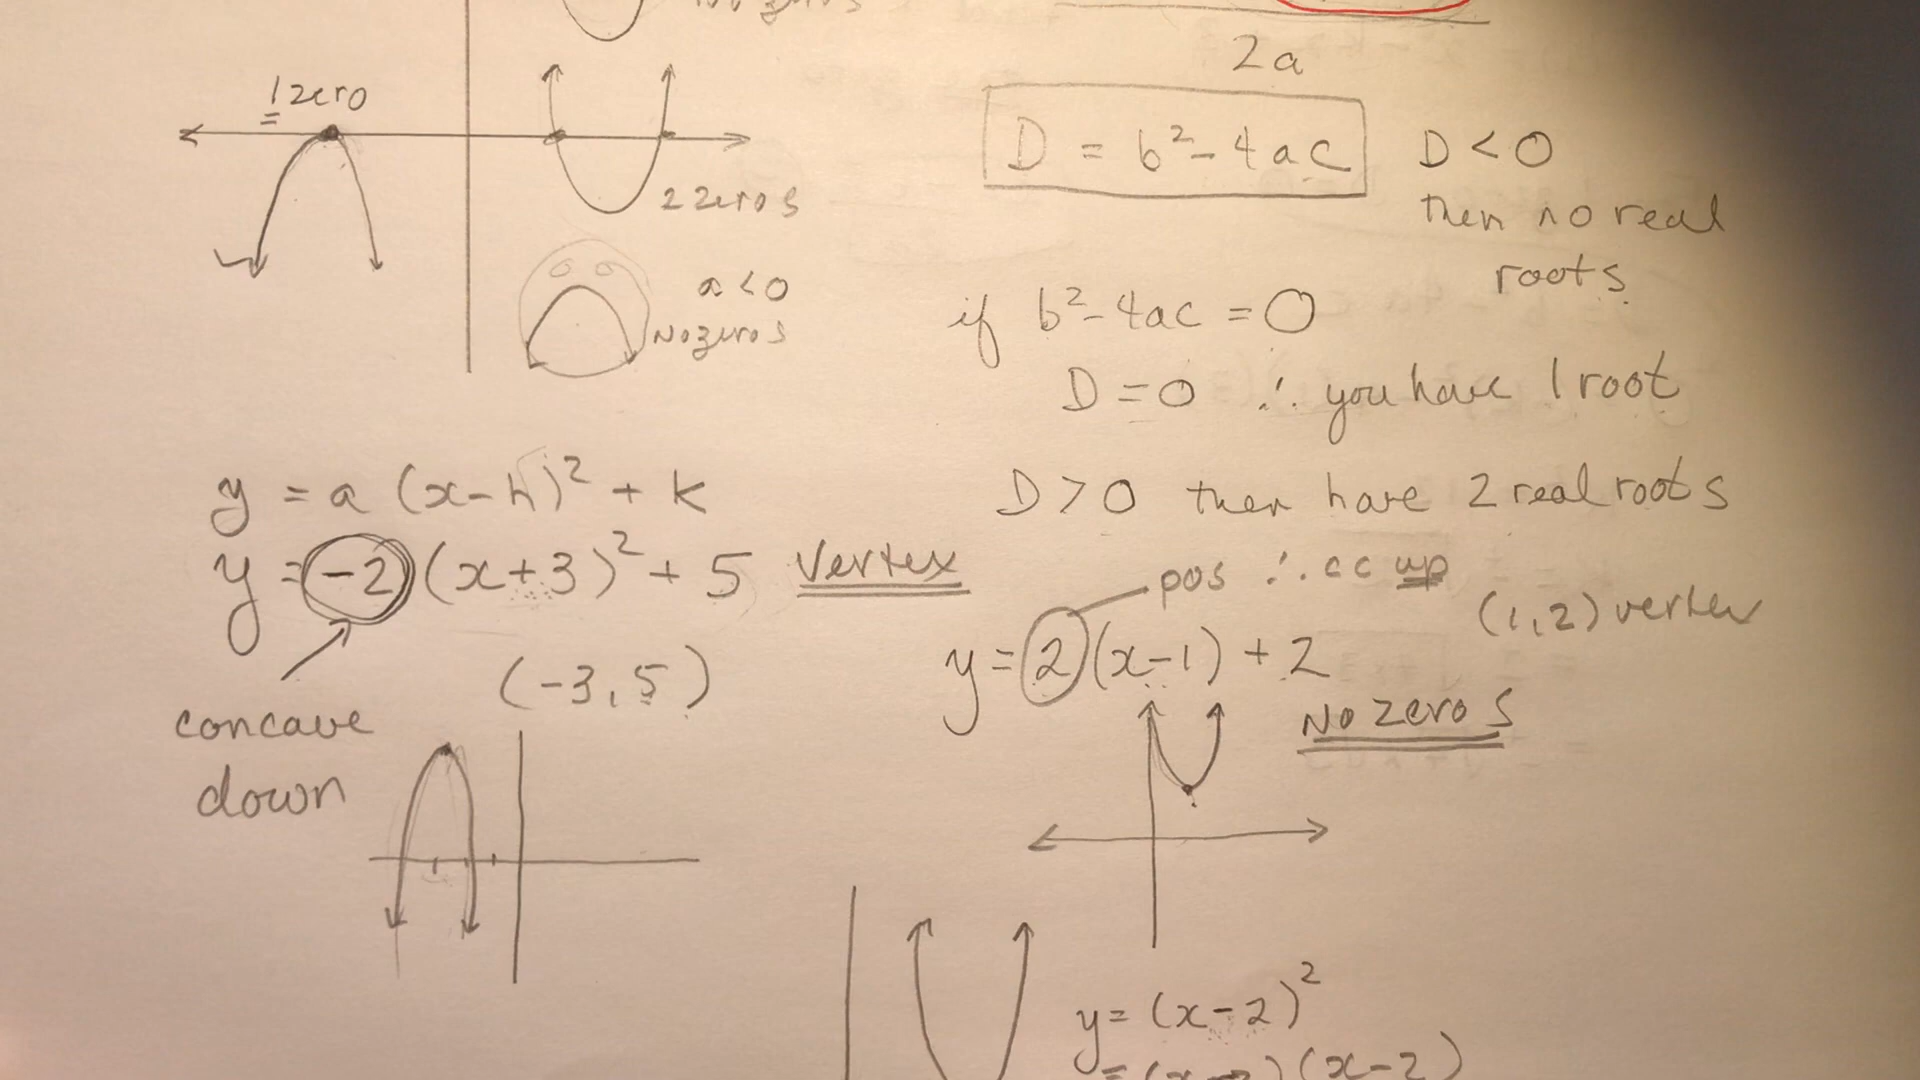 zeros
1 zero
2 zeros
a < 0
No zeros
2a
D = b² - 4ac
D < 0
then no real
roots
if b² - 4ac = 0
D = 0 ∴ you have 1 root
D > 0 then have 2 real roots
y = a (x - h)² + k
y = -2 (x + 3)² + 5 Vertex
(-3, 5)
concave
down
pos ∴ cc up
(1, 2) vertex
y = 2 (x - 1) + 2
No zeros
y = (x - 2)²
= (x - 2) (x - 2)